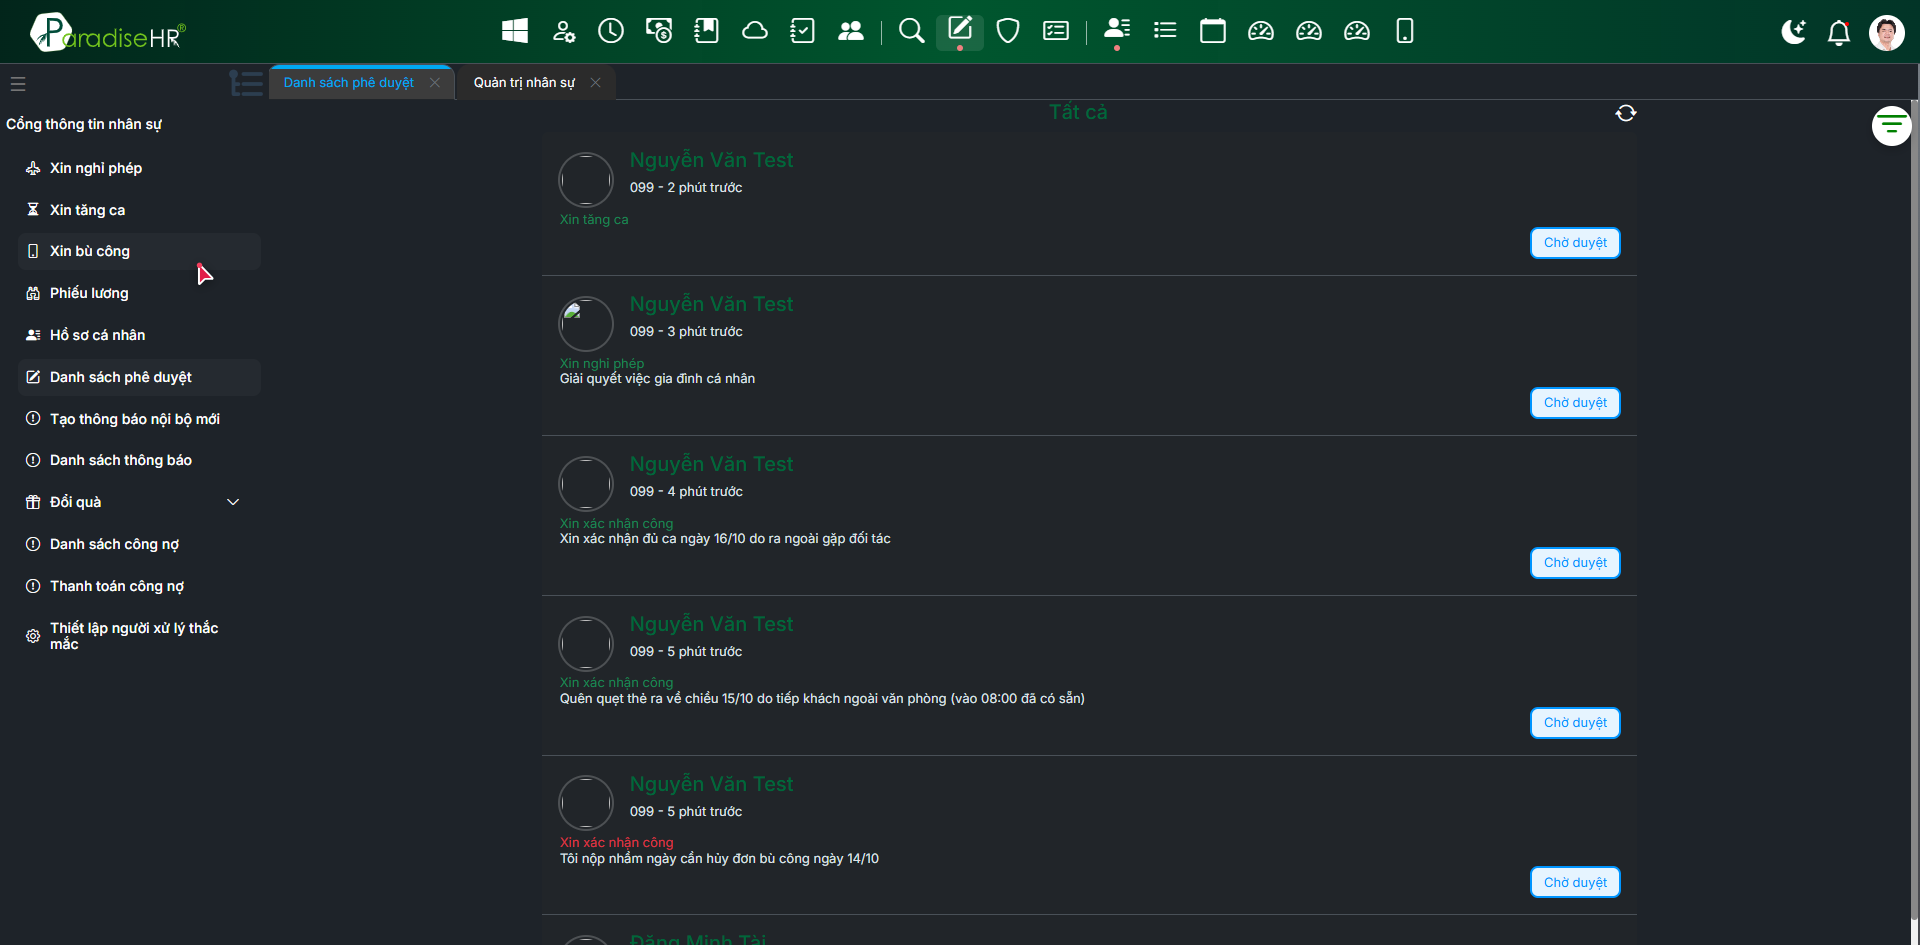 ParadiseHR®
Danh sách phê duyệt
Quản trị nhân sự
Cổng thông tin nhân sự
Xin nghỉ phép
Xin tăng ca
Xin bù công
Phiếu lương
Hồ sơ cá nhân
Danh sách phê duyệt
Tạo thông báo nội bộ mới
Danh sách thông báo
Đổi quà
Danh sách công nợ
Thanh toán công nợ
Thiết lập người xử lý thắc
mắc
Tất cả
Nguyễn Văn Test
099 - 2 phút trước
Xin tăng ca
Chờ duyệt
Nguyễn Văn Test
099 - 3 phút trước
Xin nghỉ phép
Giải quyết việc gia đình cá nhân
Chờ duyệt
Nguyễn Văn Test
099 - 4 phút trước
Xin xác nhận công
Xin xác nhận đủ ca ngày 16/10 do ra ngoài gặp đối tác
Chờ duyệt
Nguyễn Văn Test
099 - 5 phút trước
Xin xác nhận công
Quên quẹt thẻ ra về chiều 15/10 do tiếp khách ngoài văn phòng (vào 08:00 đã có sẵn)
Chờ duyệt
Nguyễn Văn Test
099 - 5 phút trước
Xin xác nhận công
Tôi nộp nhầm ngày cần hủy đơn bù công ngày 14/10
Chờ duyệt
Đặng Minh Tài